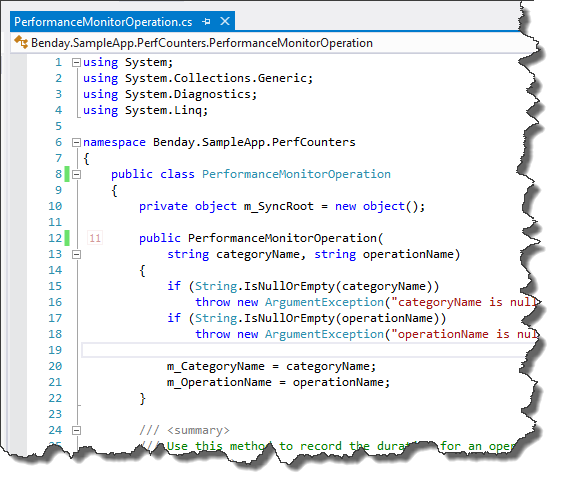 PerformanceMonitorOperation.cs
Benday.SampleApp.PerfCounters.PerformanceMonitorOperation
1 using System;
2 using System.Collections.Generic;
3 using System.Diagnostics;
4 using System.Linq;
5
6 namespace Benday.SampleApp.PerfCounters
7 {
8 public class PerformanceMonitorOperation
9 {
10 private object m_SyncRoot = new object();
11
12 11 public PerformanceMonitorOperation(
13 string categoryName, string operationName)
14 {
15 if (String.IsNullOrEmpty(categoryName))
16 throw new ArgumentException("categoryName is null
17 if (String.IsNullOrEmpty(operationName))
18 throw new ArgumentException("operationName is nul
19
20 m_CategoryName = categoryName;
21 m_OperationName = operationName;
22 }
23
24 /// <summary>
25 /// Use this method to record the duration for an oper